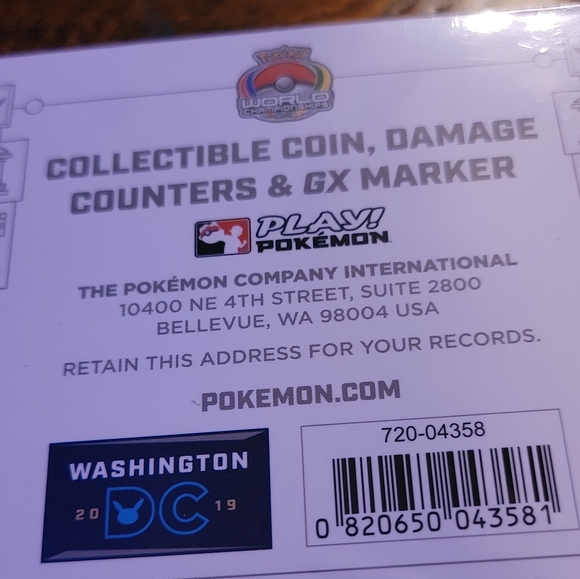 Pokémon
WORLD
CHAMPIONSHIPS
COLLECTIBLE COIN, DAMAGE
COUNTERS & GX MARKER
PLAY!
POKÉMON
THE POKÉMON COMPANY INTERNATIONAL
10400 NE 4TH STREET, SUITE 2800
BELLEVUE, WA 98004 USA
RETAIN THIS ADDRESS FOR YOUR RECORDS.
POKEMON.COM
WASHINGTON
20 DC 19
720-04358
0 820650 043581